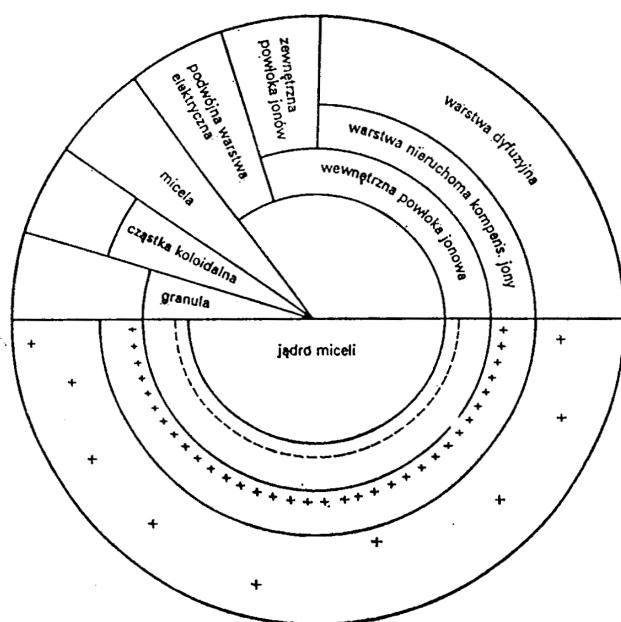 zewnętrzna
powłoka jonów
podwójna warstwa
elektryczna
warstwa dyfuzyjna
warstwa nieruchoma kompens. jony
wewnętrzna powłoka jonowa
micela
cząstka koloidalna
granula
jądro miceli